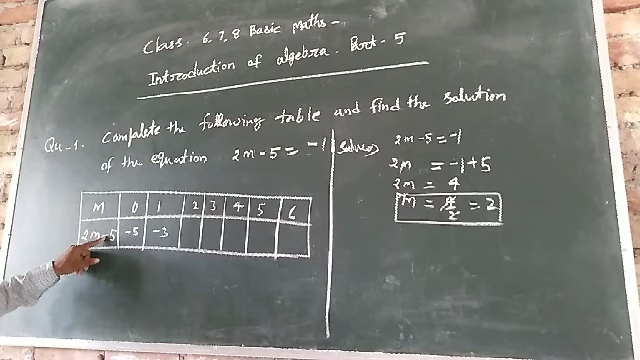 Class. 6, 7, 8 Basic Maths-
Introduction of algebra. Part-5
Qu-1. Complate the following table and find the solution
of the equation 2m-5=-1
M 0 1 2 3 4 5 6
2m-5 -5 -3
2m-5=-1
2m = -1+5
2m = 4
m = 4/2 = 2